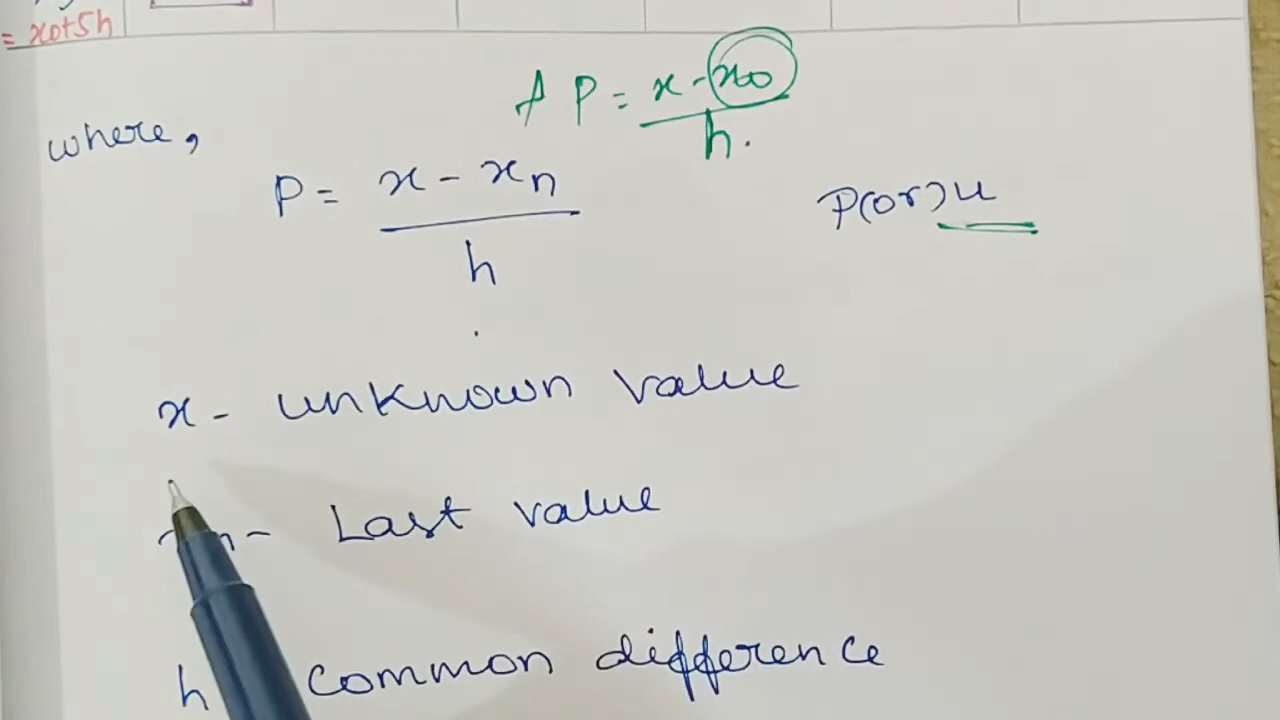 = x0+5h
f P = x - x0 / h.
where,
P = x - xn / h
P(or)u
x - unknown value
n - Last value
h common difference